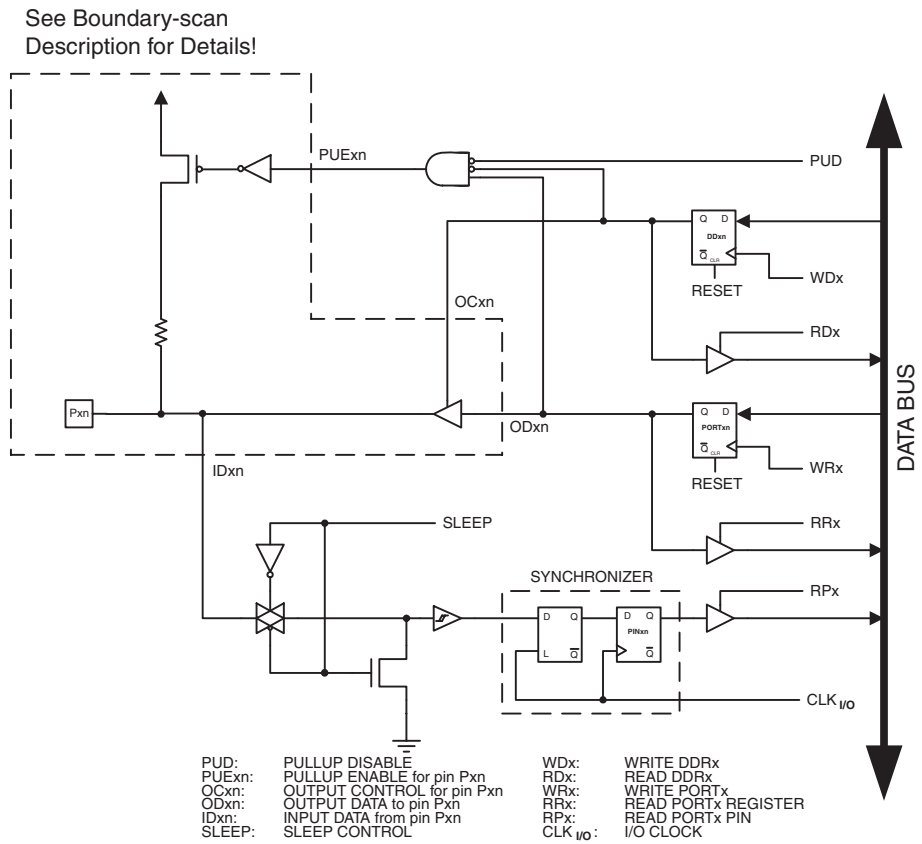 See Boundary-scan
Description for Details!
PUExn
PUD
Q D
DDxn
Q CLR
WDx
RESET
OCxn
RDx
Pxn
ODxn
Q D
PORTxn
Q CLR
WRx
RESET
IDxn
DATA BUS
SLEEP
RRx
SYNCHRONIZER
RPx
D Q
L Q
D Q
PINxn
Q
CLK I/O
PUD: PULLUP DISABLE
PUExn: PULLUP ENABLE for pin Pxn
OCxn: OUTPUT CONTROL for pin Pxn
ODxn: OUTPUT DATA to pin Pxn
IDxn: INPUT DATA from pin Pxn
SLEEP: SLEEP CONTROL
WDx: WRITE DDRx
RDx: READ DDRx
WRx: WRITE PORTx
RRx: READ PORTx REGISTER
RPx: READ PORTx PIN
CLK I/O: I/O CLOCK